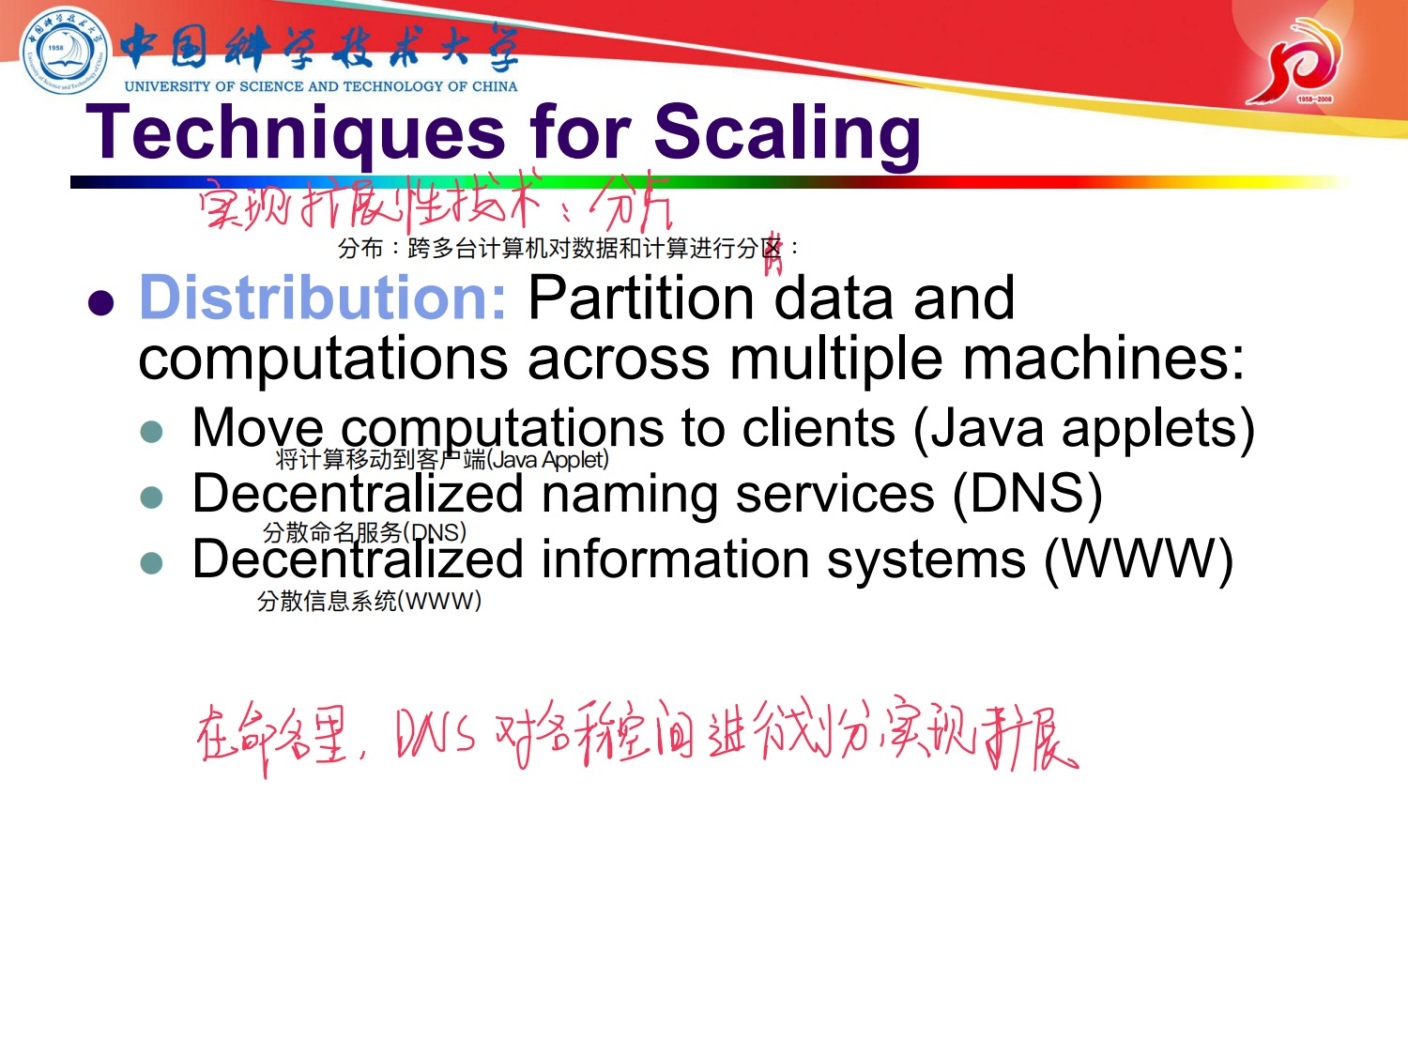 中国科学技术大学
UNIVERSITY OF SCIENCE AND TECHNOLOGY OF CHINA
1958
1958—2008
Techniques for Scaling
实现扩展性技术：分片
分布：跨多台计算机对数据和计算进行分区：
Distribution: Partition data and
computations across multiple machines:
Move computations to clients (Java applets)
将计算移动到客户端(Java Applet)
Decentralized naming services (DNS)
分散命名服务(DNS)
Decentralized information systems (WWW)
分散信息系统(WWW)
在命名里，DNS对名称空间进行划分实现扩展